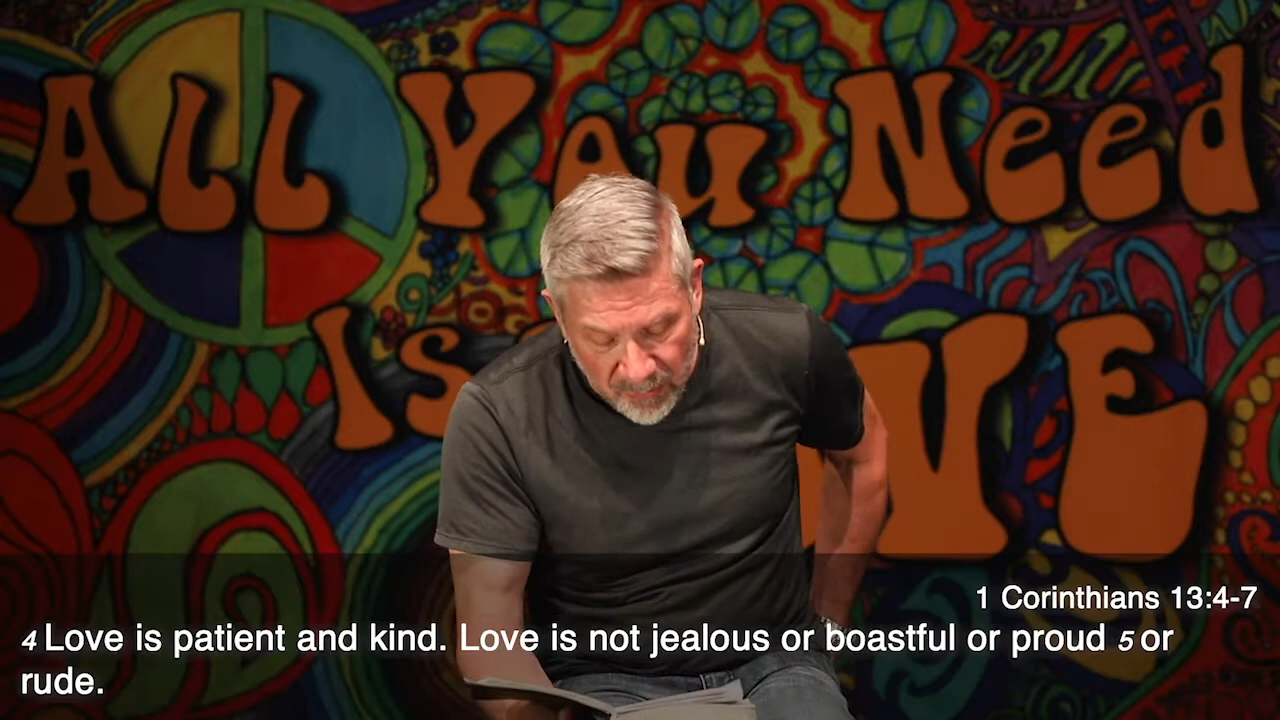 All You Need
Is VE
1 Corinthians 13:4-7
4 Love is patient and kind. Love is not jealous or boastful or proud 5 or
rude.